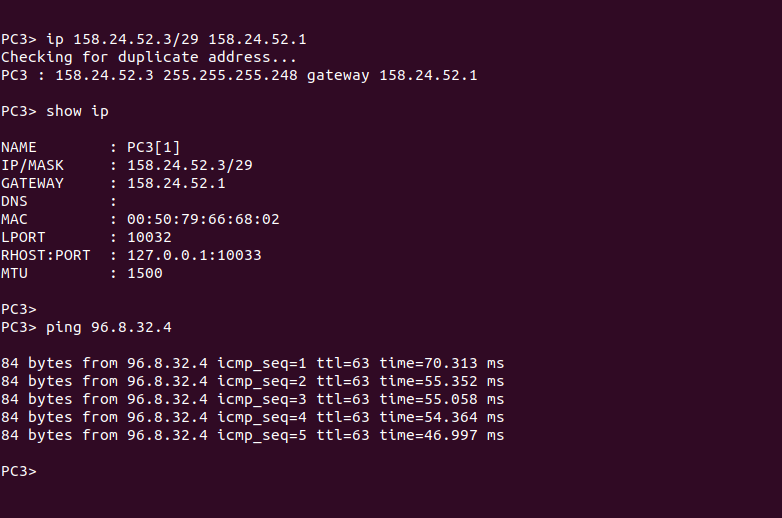 PC3> ip 158.24.52.3/29 158.24.52.1
Checking for duplicate address...
PC3 : 158.24.52.3 255.255.255.248 gateway 158.24.52.1
PC3> show ip
NAME        : PC3[1]
IP/MASK     : 158.24.52.3/29
GATEWAY     : 158.24.52.1
DNS         :
MAC         : 00:50:79:66:68:02
LPORT       : 10032
RHOST:PORT  : 127.0.0.1:10033
MTU         : 1500
PC3>
PC3> ping 96.8.32.4
84 bytes from 96.8.32.4 icmp_seq=1 ttl=63 time=70.313 ms
84 bytes from 96.8.32.4 icmp_seq=2 ttl=63 time=55.352 ms
84 bytes from 96.8.32.4 icmp_seq=3 ttl=63 time=55.058 ms
84 bytes from 96.8.32.4 icmp_seq=4 ttl=63 time=54.364 ms
84 bytes from 96.8.32.4 icmp_seq=5 ttl=63 time=46.997 ms
PC3>